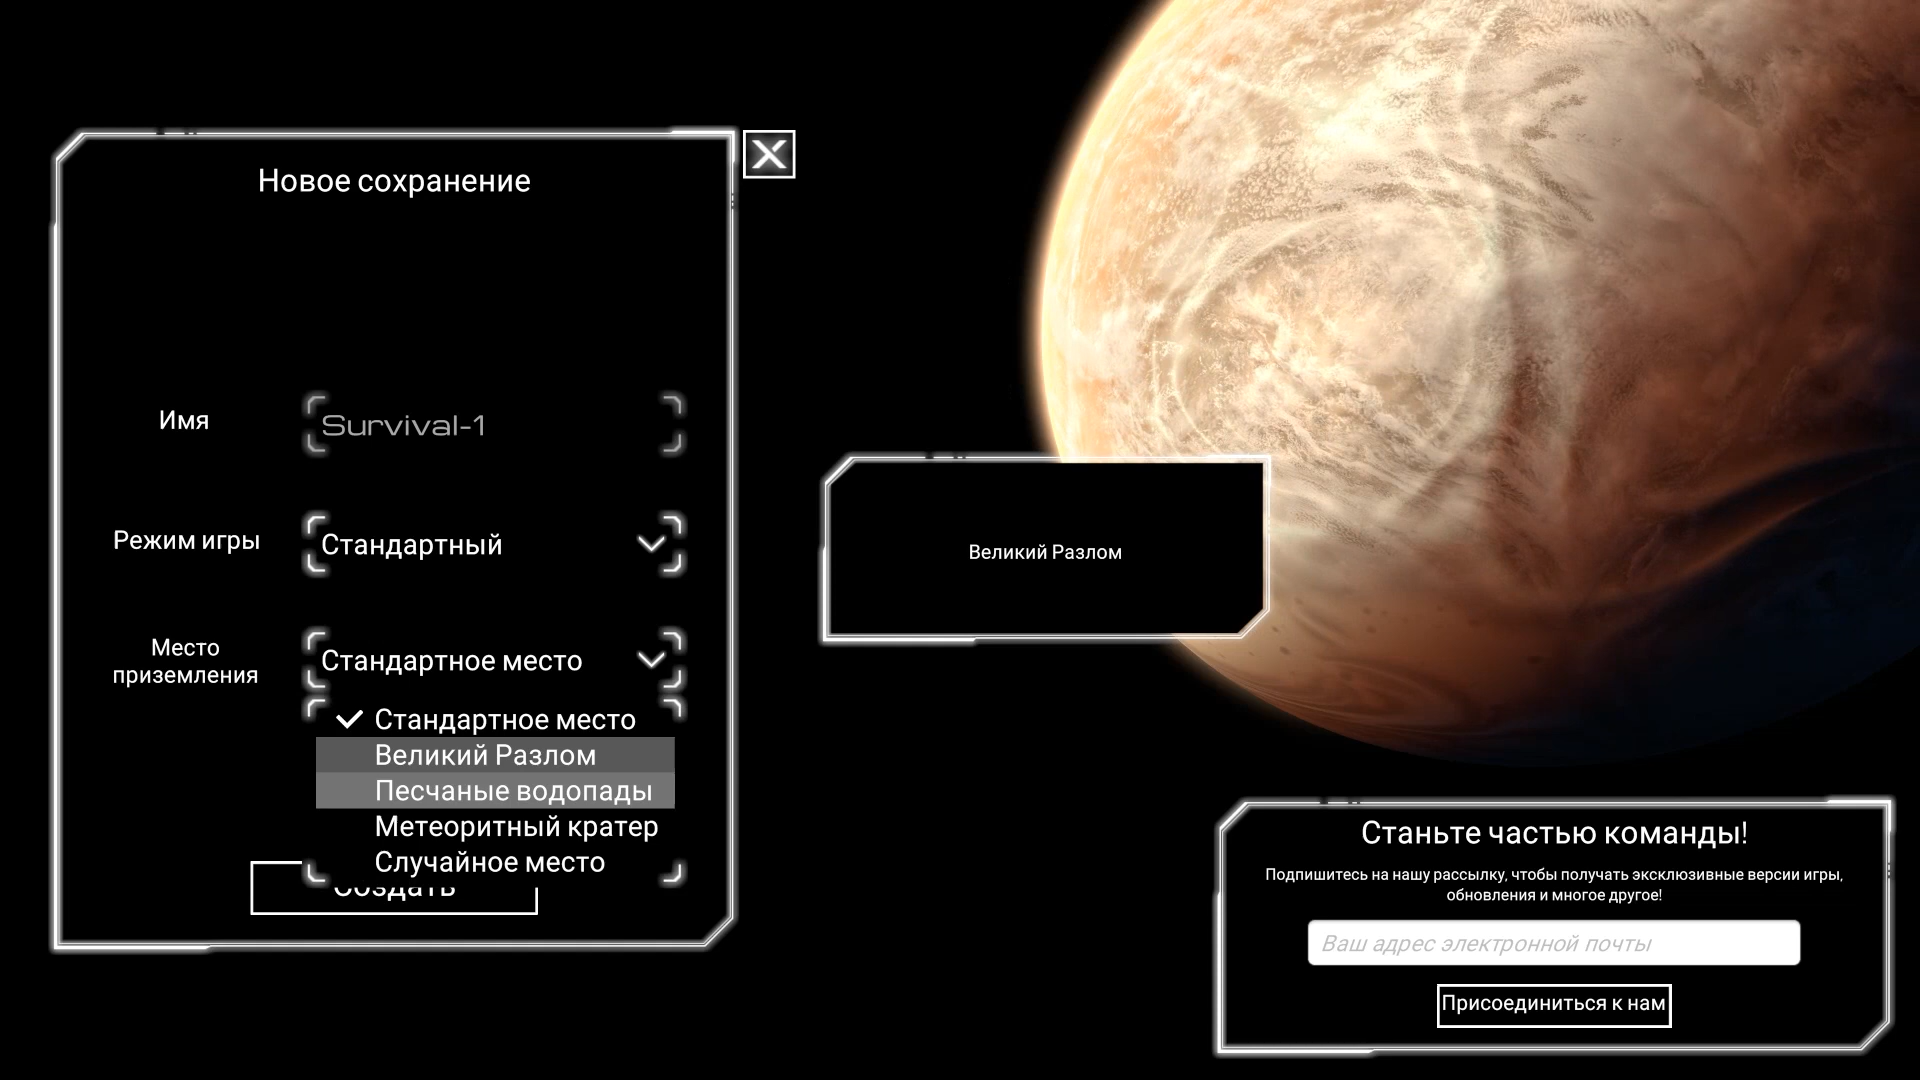 Новое сохранение
Имя
Survival-1
Режим игры
Стандартный
Место
приземления
Стандартное место
Стандартное место
Великий Разлом
Песчаные водопады
Метеоритный кратер
Случайное место
Создать
Великий Разлом
Станьте частью команды!
Подпишитесь на нашу рассылку, чтобы получать эксклюзивные версии игры,
обновления и многое другое!
Ваш адрес электронной почты
Присоединиться к нам